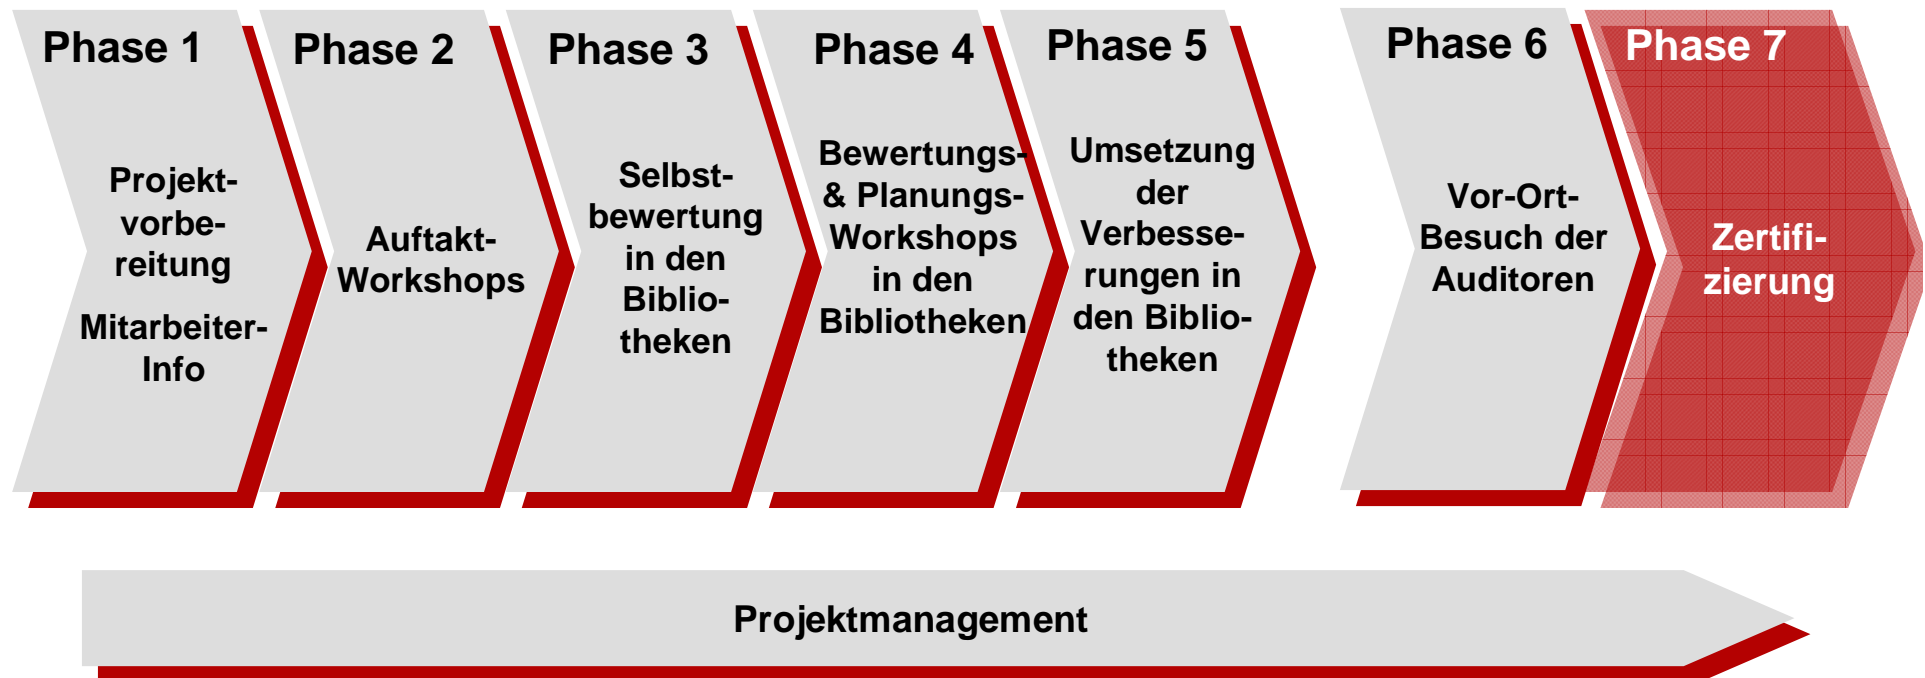 Phase 1
Projekt-
vorbe-
reitung
Mitarbeiter-
Info
Phase 2
Auftakt-
Workshops
Phase 3
Selbst-
bewertung
in den
Biblio-
theken
Phase 4
Bewertungs-
& Planungs-
Workshops
in den
Bibliotheken
Phase 5
Umsetzung
der
Verbesse-
rungen in
den Biblio-
theken
Phase 6
Vor-Ort-
Besuch der
Auditoren
Phase 7
Zertifi-
zierung
Projektmanagement